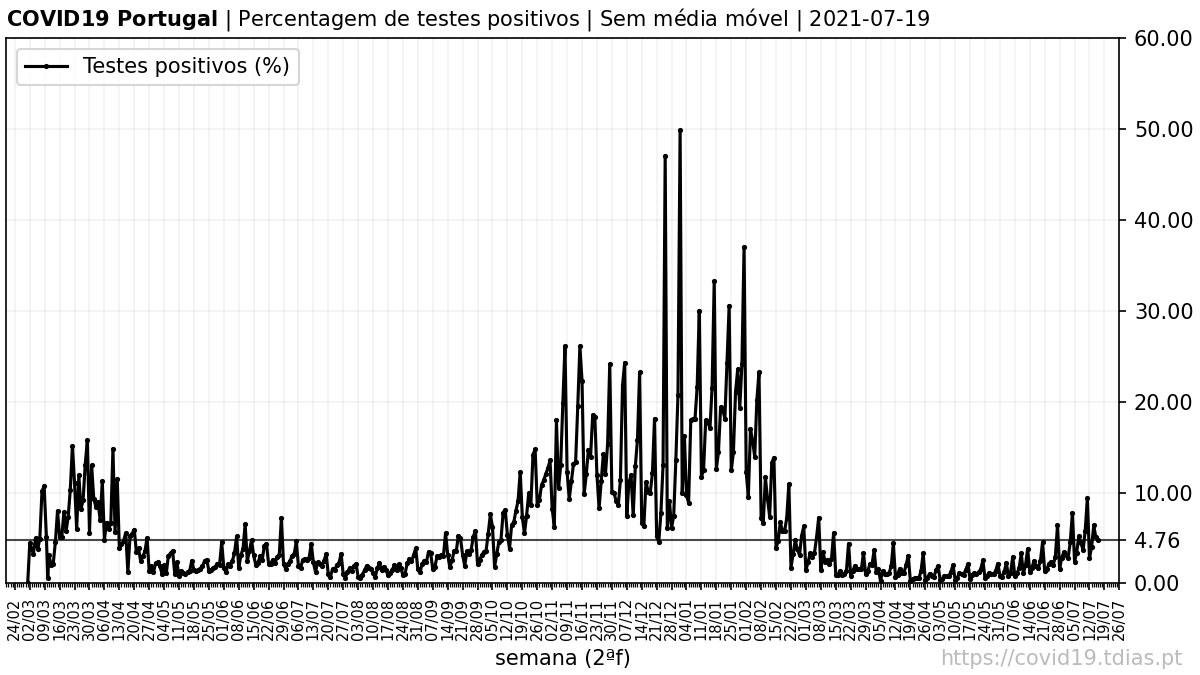 COVID19 Portugal | Percentagem de testes positivos | Sem média móvel | 2021-07-19
Testes positivos (%)
60.00
50.00
40.00
30.00
20.00
10.00
4.76
0.00
24/02 02/03 09/03 16/03 23/03 30/03 06/04 13/04 20/04 27/04 04/05 11/05 18/05 25/05 01/06 08/06 15/06 22/06 29/06 06/07 13/07 20/07 27/07 03/08 10/08 17/08 24/08 31/08 07/09 14/09 21/09 28/09 05/10 12/10 19/10 26/10 02/11 09/11 16/11 23/11 30/11 07/12 14/12 21/12 28/12 04/01 11/01 18/01 25/01 01/02 08/02 15/02 22/02 01/03 08/03 15/03 22/03 29/03 05/04 12/04 19/04 26/04 03/05 10/05 17/05 24/05 31/05 07/06 14/06 21/06 28/06 05/07 12/07 19/07 26/07
semana (2ªf)
https://covid19.tdias.pt